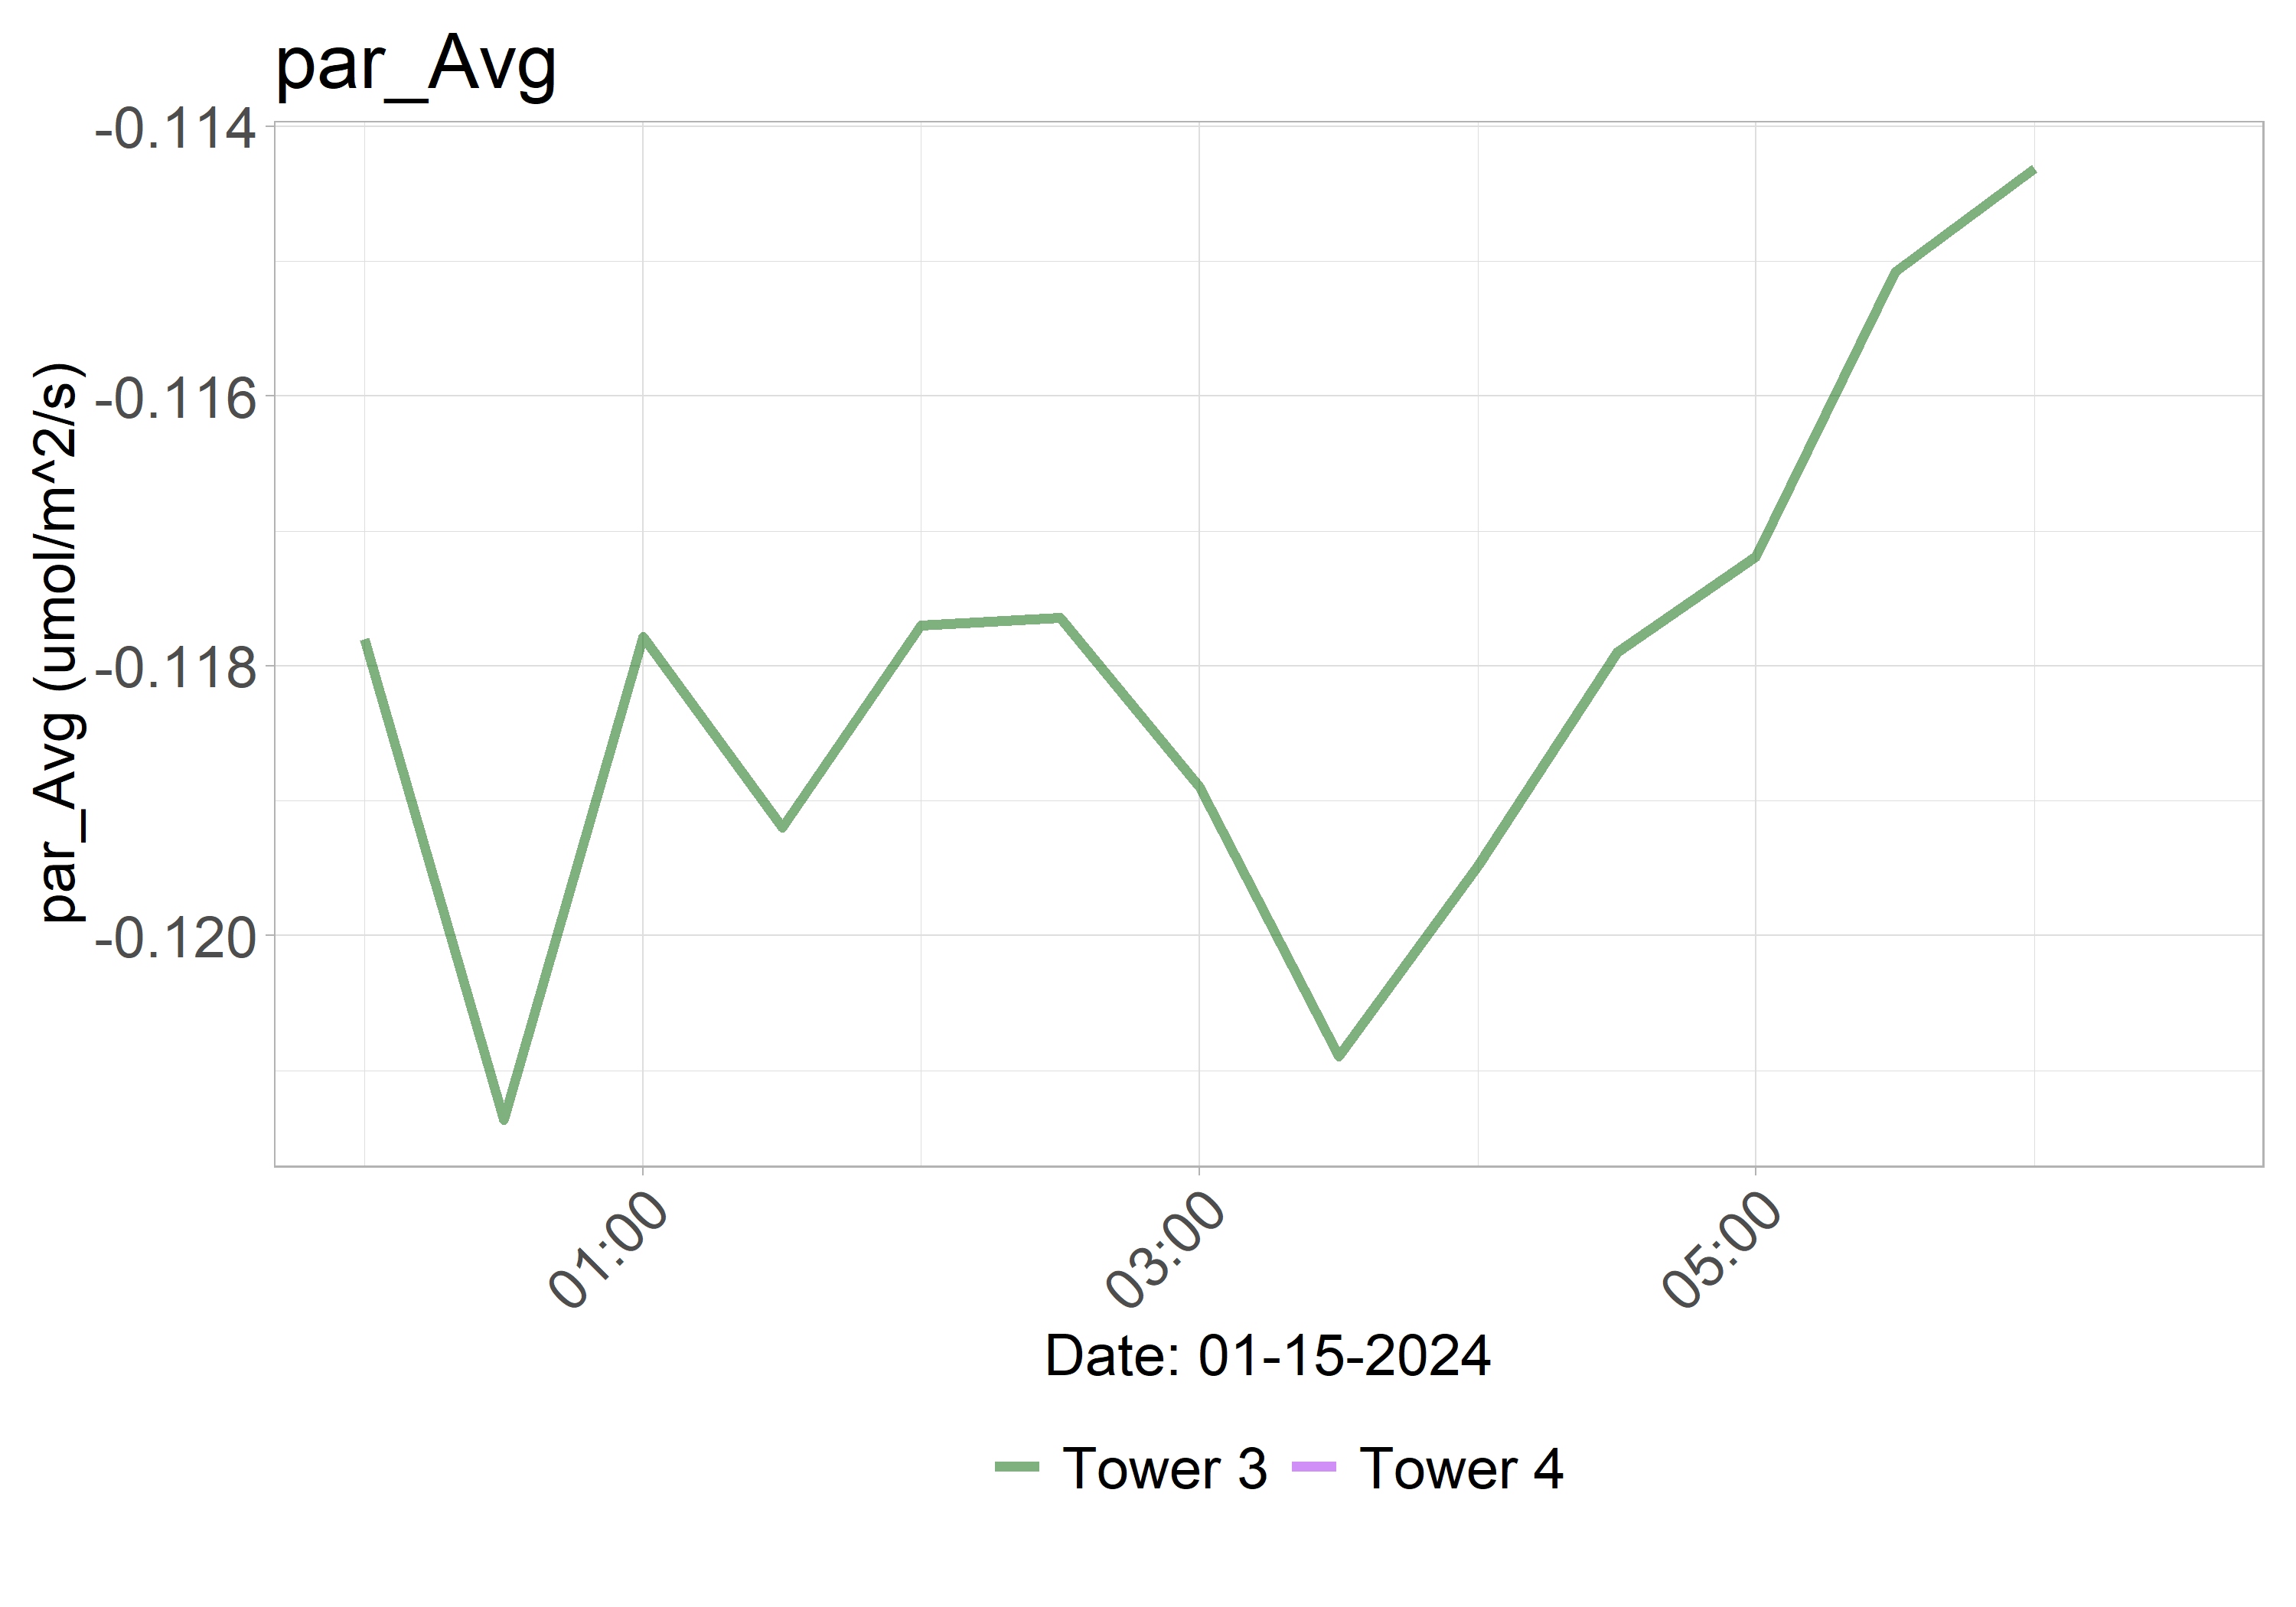 par_Avg
-0.114
-0.116
-0.118
-0.120
par_Avg (umol/m^2/s)
01:00 03:00 05:00
Date: 01-15-2024
Tower 3 Tower 4